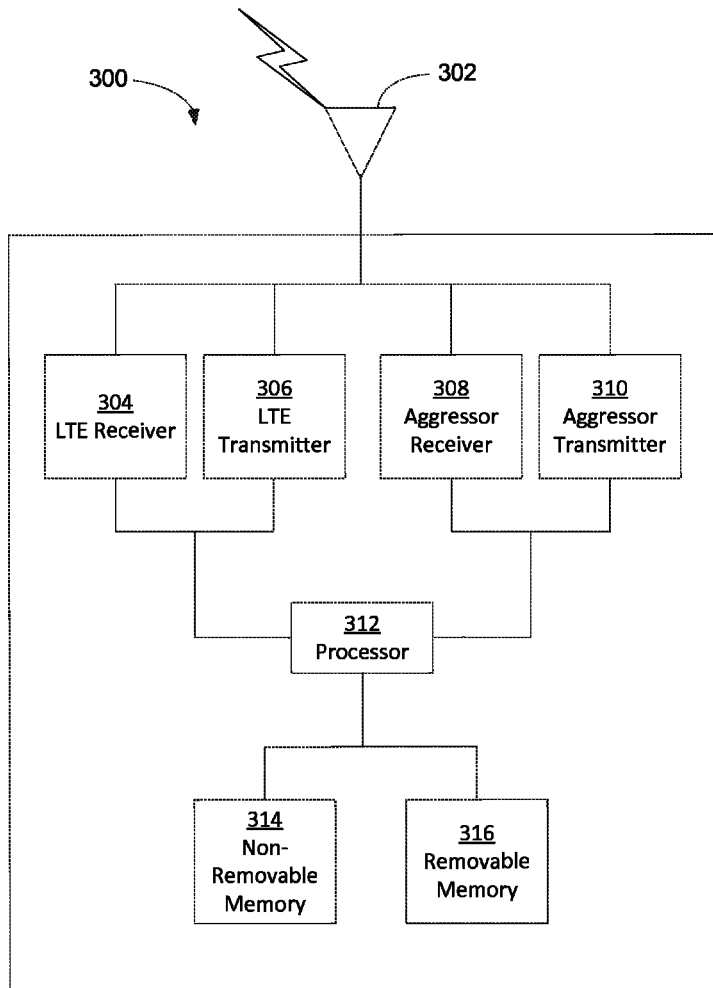 300
302
304
LTE Receiver
306
LTE
Transmitter
308
Aggressor
Receiver
310
Aggressor
Transmitter
312
Processor
314
Non-
Removable
Memory
316
Removable
Memory